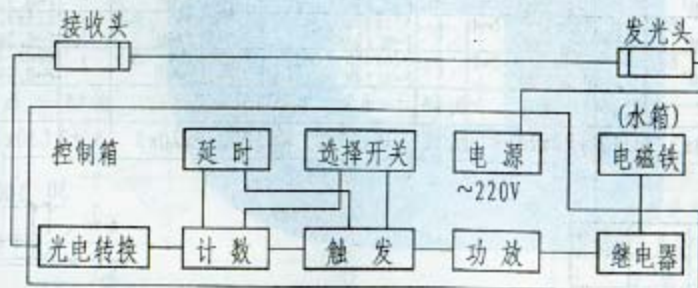 接收头 发光头
(水箱)
控制箱 延时 选择开关 电源 电磁铁
~220V
光电转换 计数 触发 功放 继电器